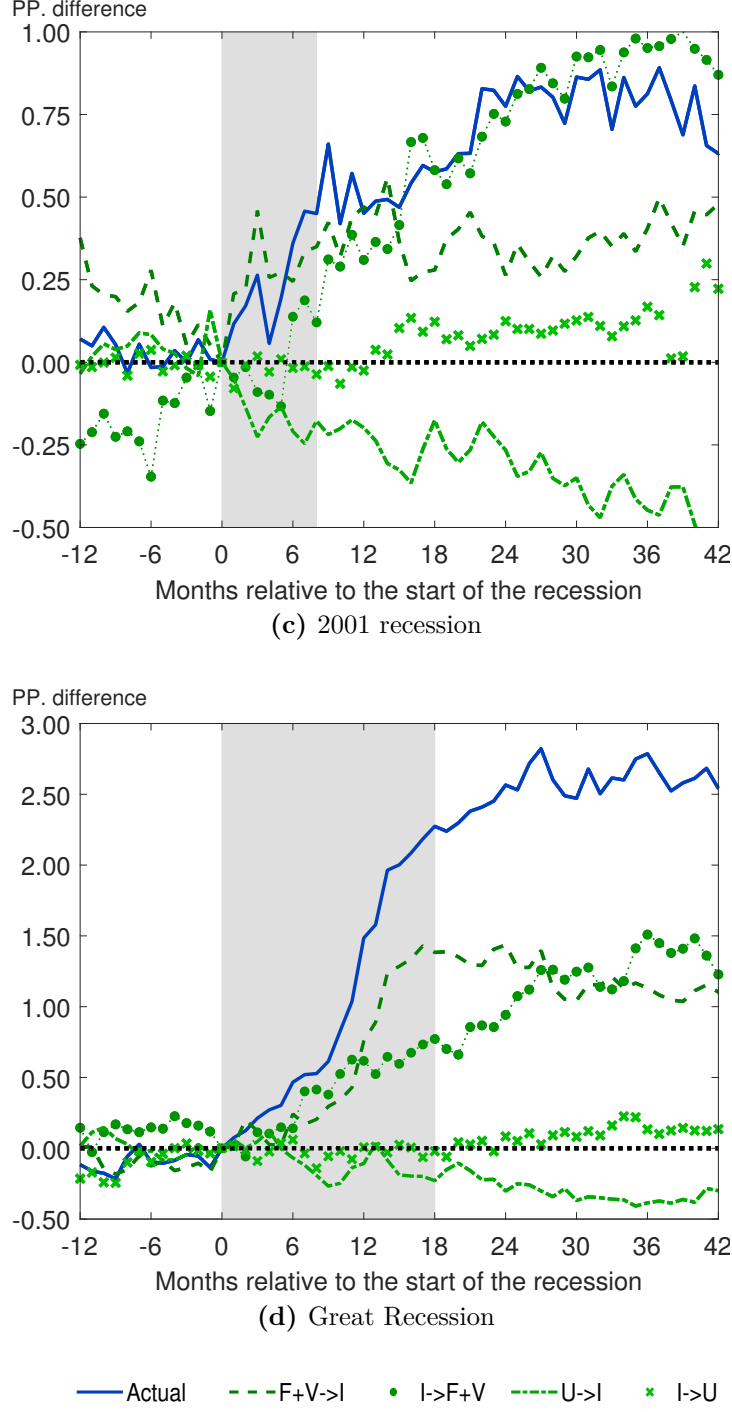 PP. difference
1.00
0.75
0.50
0.25
0.00
-0.25
-0.50
-12 -6 0 6 12 18 24 30 36 42
Months relative to the start of the recession
(c) 2001 recession
PP. difference
3.00
2.50
2.00
1.50
1.00
0.50
0.00
-0.50
-12 -6 0 6 12 18 24 30 36 42
Months relative to the start of the recession
(d) Great Recession
Actual F+V->I I->F+V U->I I->U